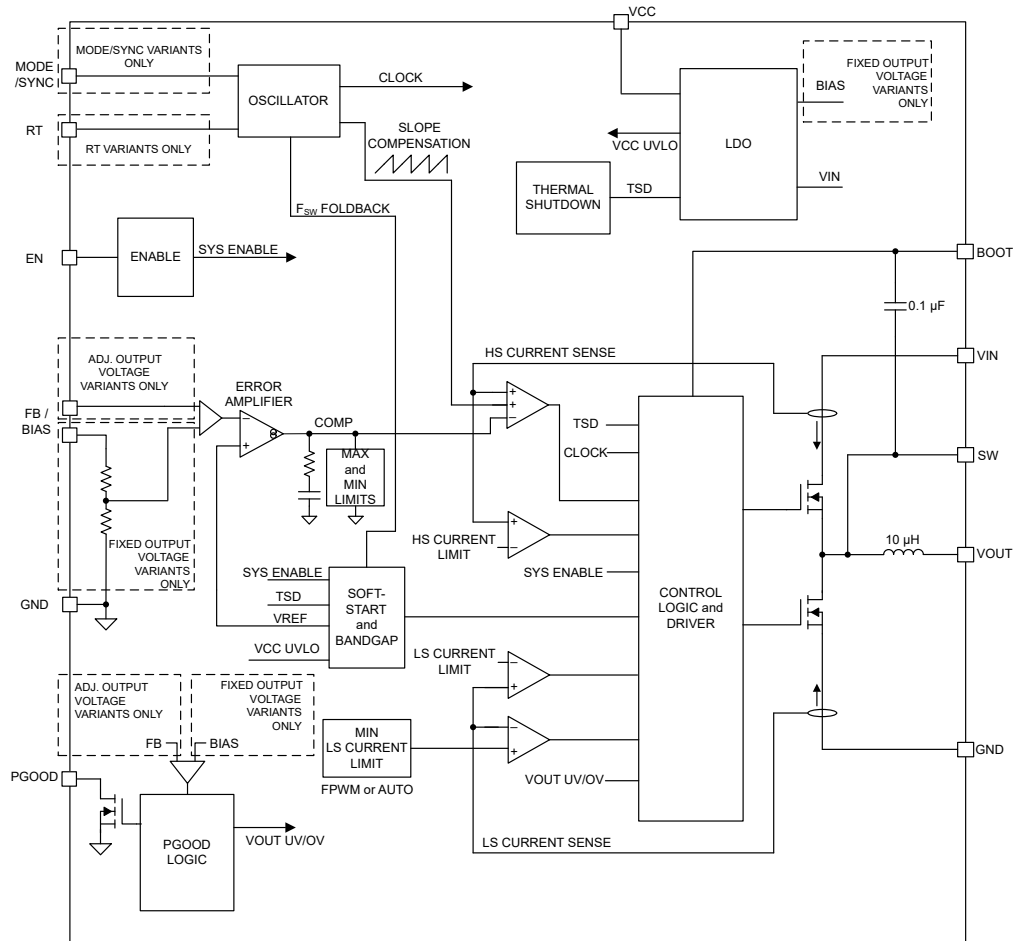 VCC
MODE/SYNC VARIANTS
ONLY
MODE
/SYNC
OSCILLATOR
CLOCK
RT
RT VARIANTS ONLY
SLOPE
COMPENSATION
FIXED OUTPUT
VOLTAGE
VARIANTS
ONLY
BIAS
VCC UVLO
LDO
THERMAL
SHUTDOWN
TSD
VIN
FSW FOLDBACK
EN
ENABLE
SYS ENABLE
BOOT
0.1 µF
VIN
ADJ. OUTPUT
VOLTAGE
VARIANTS ONLY
ERROR
AMPLIFIER
HS CURRENT SENSE
FB /
BIAS
+
COMP
+
+
–
TSD
CLOCK
SW
MAX
and
MIN
LIMITS
FIXED OUTPUT
VOLTAGE
VARIANTS
ONLY
+
–
HS CURRENT
LIMIT
10 µH
VOUT
SYS ENABLE
SYS ENABLE
TSD
VREF
VCC UVLO
SOFT-
START
and
BANDGAP
CONTROL
LOGIC and
DRIVER
GND
LS CURRENT
LIMIT
–
+
ADJ. OUTPUT
VOLTAGE
VARIANTS ONLY
FIXED OUTPUT
VOLTAGE
VARIANTS
ONLY
FB
BIAS
MIN
LS CURRENT
LIMIT
–
+
FPWM or AUTO
VOUT UV/OV
GND
PGOOD
PGOOD
LOGIC
VOUT UV/OV
LS CURRENT SENSE